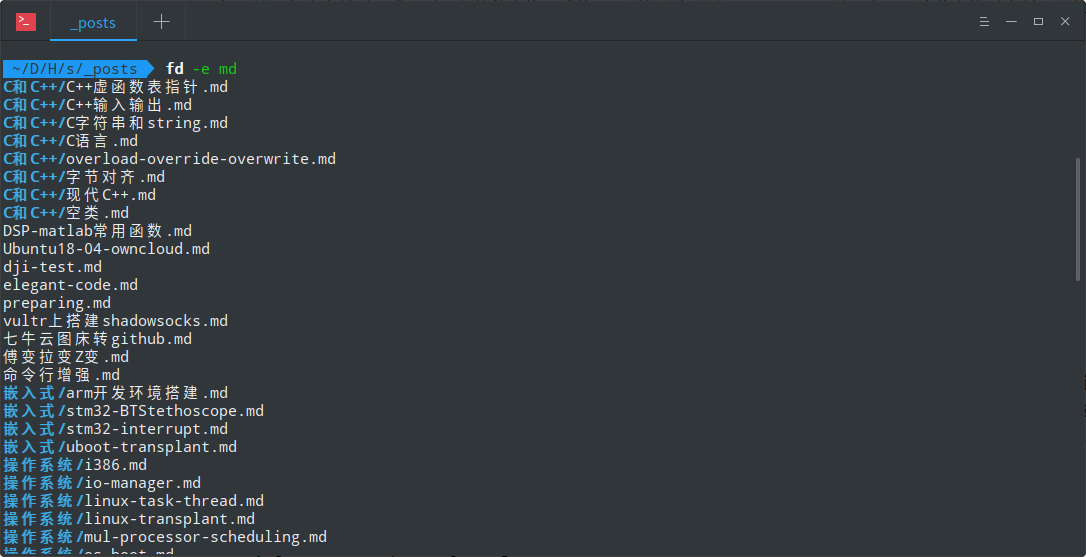 _posts
~/D/H/s/_posts fd -e md
C和C++/C++虚函数表指针.md
C和C++/C++输入输出.md
C和C++/C字符串和string.md
C和C++/C语言.md
C和C++/overload-override-overwrite.md
C和C++/字节对齐.md
C和C++/现代C++.md
C和C++/空类.md
DSP-matlab常用函数.md
Ubuntu18-04-owncloud.md
dji-test.md
elegant-code.md
preparing.md
vultr上搭建shadowsocks.md
七牛云图床转github.md
傅变拉变Z变.md
命令行增强.md
嵌入式/arm开发环境搭建.md
嵌入式/stm32-BTStethoscope.md
嵌入式/stm32-interrupt.md
嵌入式/uboot-transplant.md
操作系统/i386.md
操作系统/io-manager.md
操作系统/linux-task-thread.md
操作系统/linux-transplant.md
操作系统/mul-processor-scheduling.md
操作系统/os-boot.md